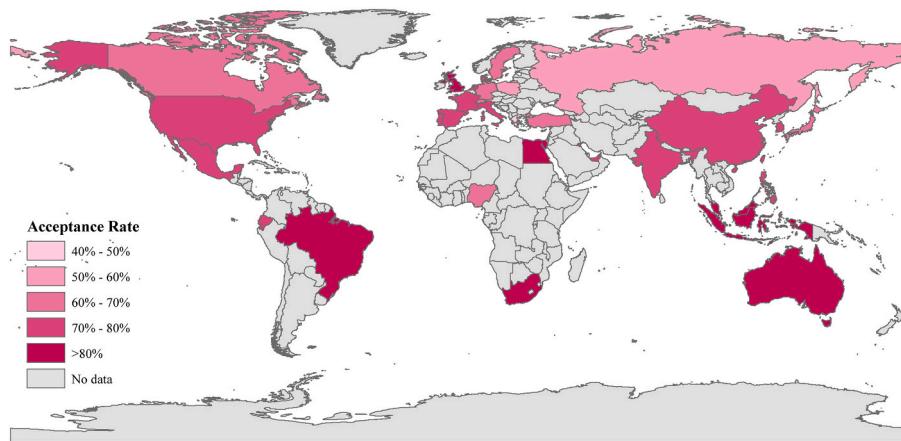 Acceptance Rate
40% - 50%
50% - 60%
60% - 70%
70% - 80%
>80%
No data